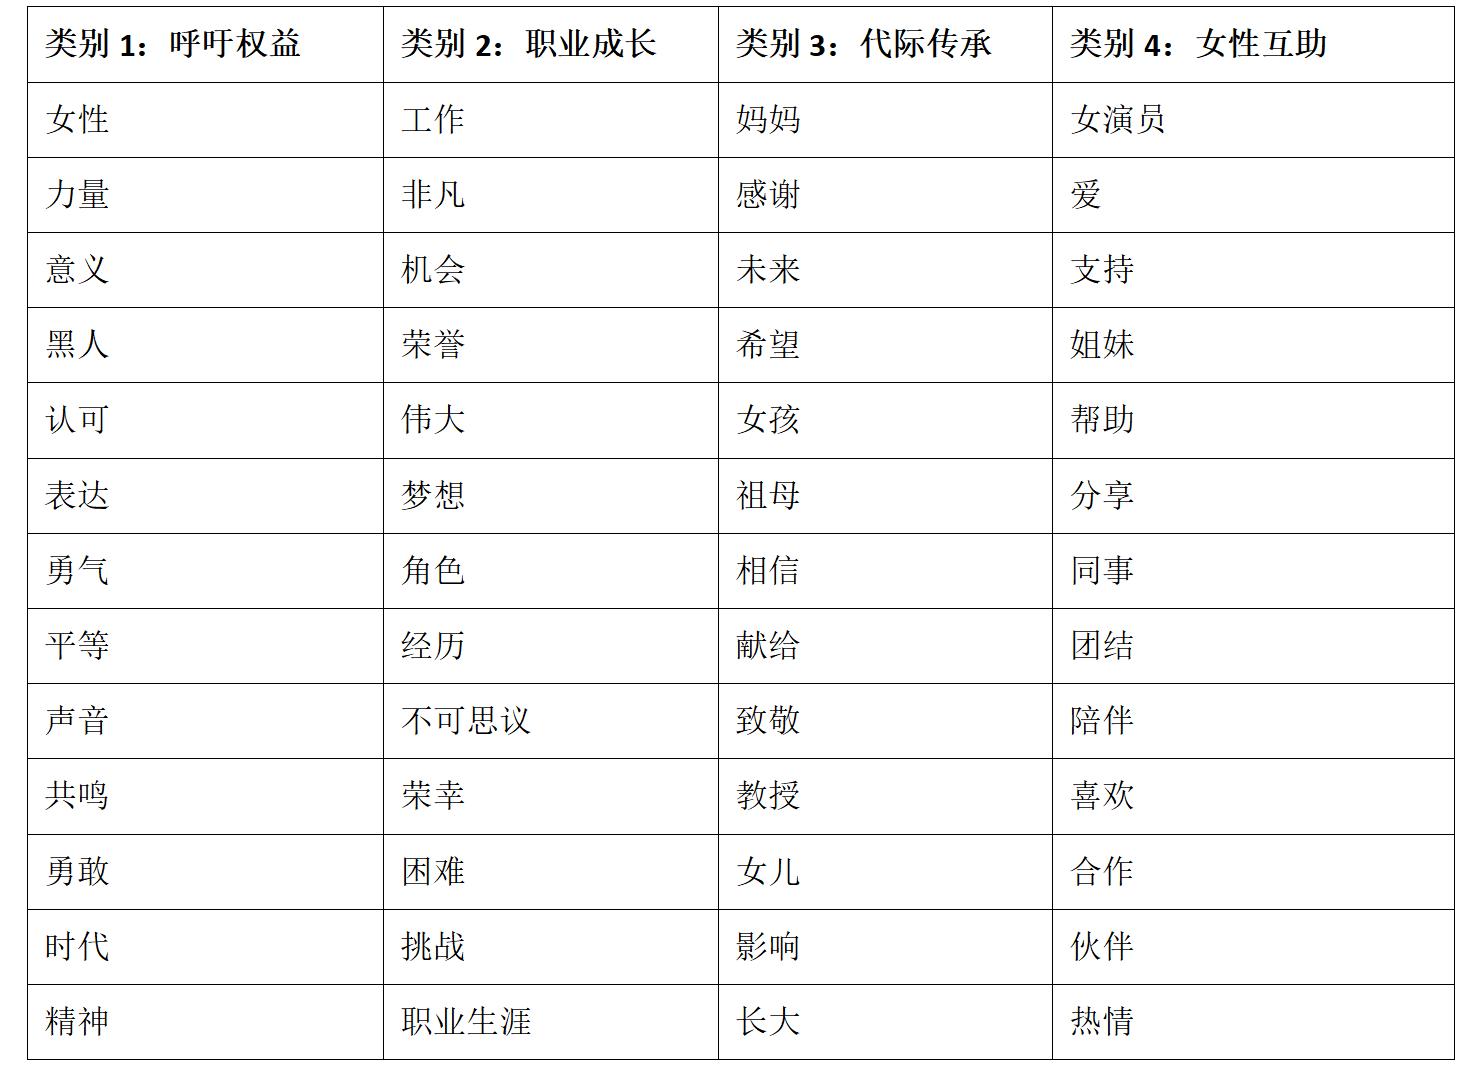 类别 1：呼吁权益 类别 2：职业成长 类别 3：代际传承 类别 4：女性互助
女性 工作 妈妈 女演员
力量 非凡 感谢 爱
意义 机会 未来 支持
黑人 荣誉 希望 姐妹
认可 伟大 女孩 帮助
表达 梦想 祖母 分享
勇气 角色 相信 同事
平等 经历 献给 团结
声音 不可思议 致敬 陪伴
共鸣 荣幸 教授 喜欢
勇敢 困难 女儿 合作
时代 挑战 影响 伙伴
精神 职业生涯 长大 热情